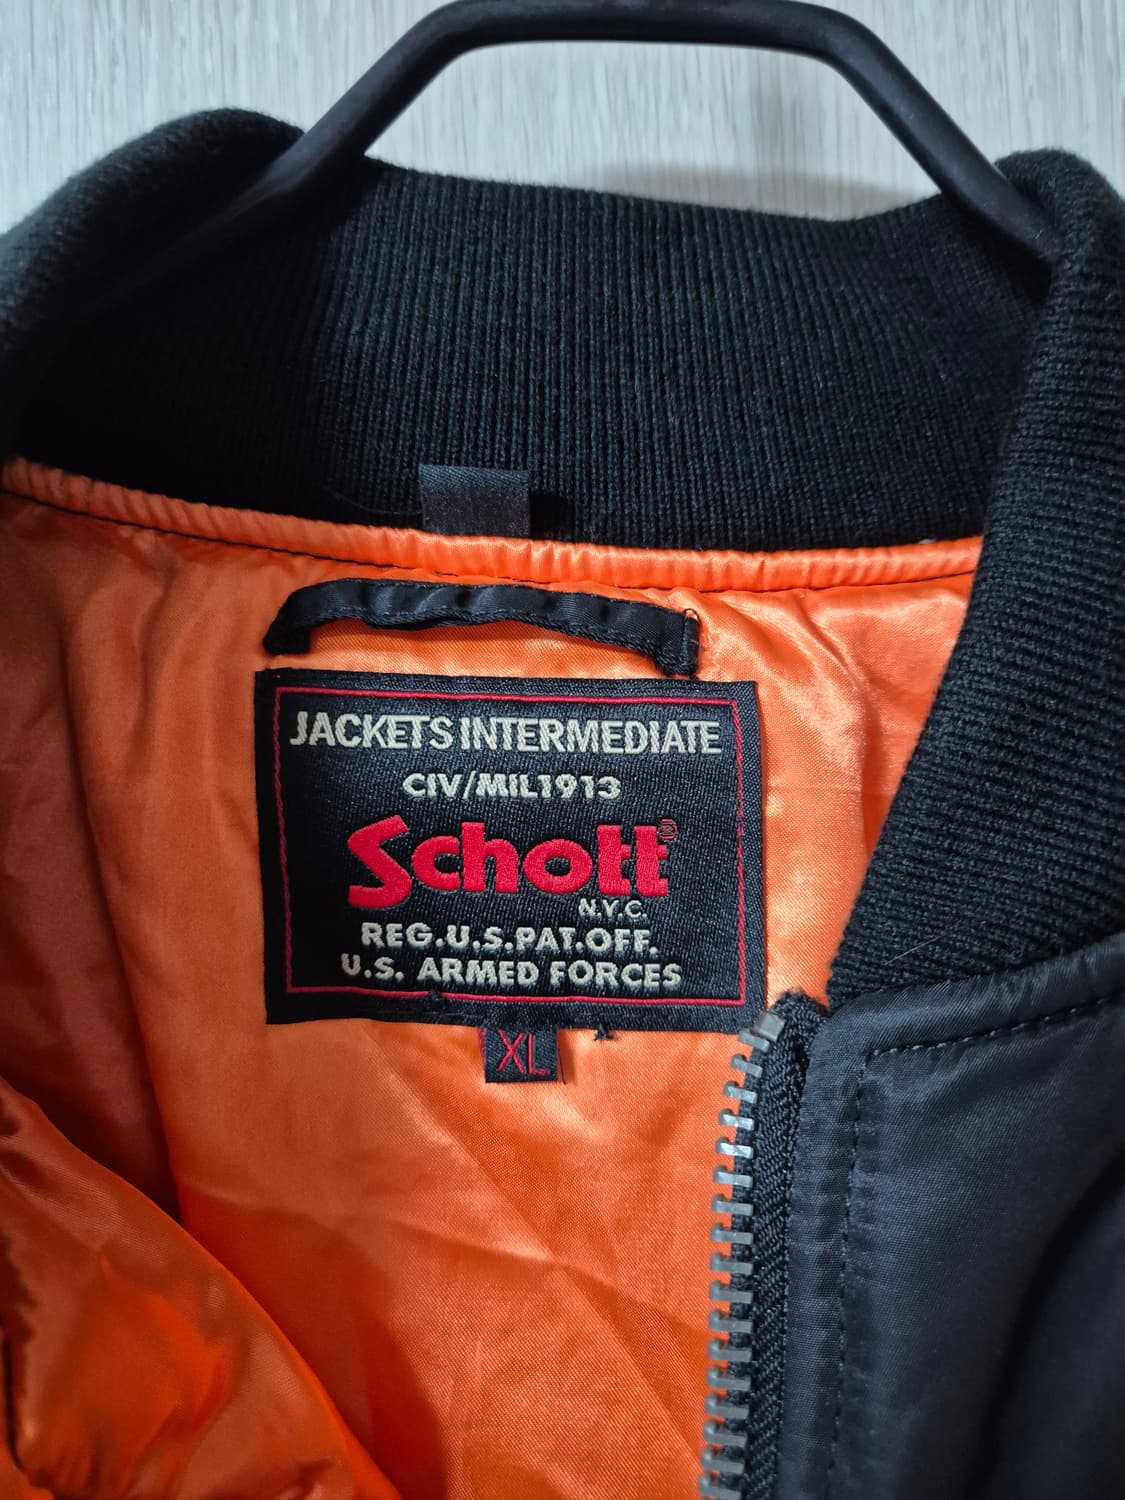 JACKETS INTERMEDIATE
CIV/MIL1913
Schott®
N.Y.C.
REG.U.S.PAT.OFF.
U.S. ARMED FORCES
XL